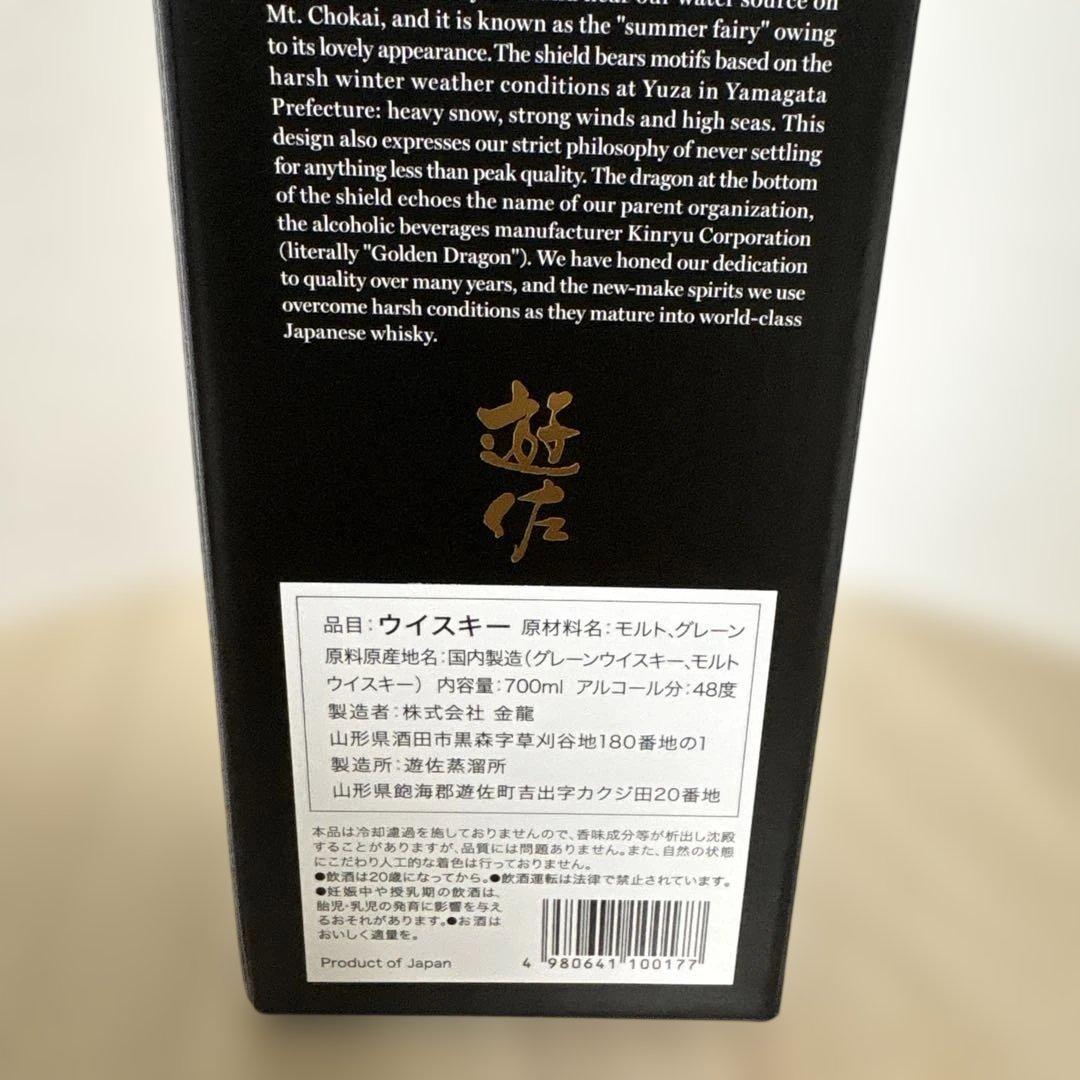 our water source on
Mt. Chokai, and it is known as the "summer fairy" owing
to its lovely appearance. The shield bears motifs based on the
harsh winter weather conditions at Yuza in Yamagata
Prefecture: heavy snow, strong winds and high seas. This
design also expresses our strict philosophy of never settling
for anything less than peak quality. The dragon at the bottom
of the shield echoes the name of our parent organization,
the alcoholic beverages manufacturer Kinryu Corporation
(literally "Golden Dragon"). We have honed our dedication
to quality over many years, and the new-make spirits we use
overcome harsh conditions as they mature into world-class
Japanese whisky.
遊佐
品目:ウイスキー 原材料名:モルト、グレーン
原料原産地名:国内製造(グレーンウイスキー、モルト
ウイスキー) 内容量:700ml アルコール分:48度
製造者:株式会社 金龍
山形県酒田市黒森字草刈谷地180番地の1
製造所:遊佐蒸溜所
山形県飽海郡遊佐町吉出字カクジ田20番地
本品は冷却濾過を施しておりませんので、香味成分等が析出し沈殿
することがありますが、品質には問題ありません。また、自然の状態
にこだわり人工的な着色は行っておりません。
●飲酒は20歳になってから。●飲酒運転は法律で禁止されています。
●妊娠中や授乳期の飲酒は、
胎児・乳児の発育に影響を与え
るおそれがあります。●お酒は
おいしく適量を。
Product of Japan
4 980641 100177